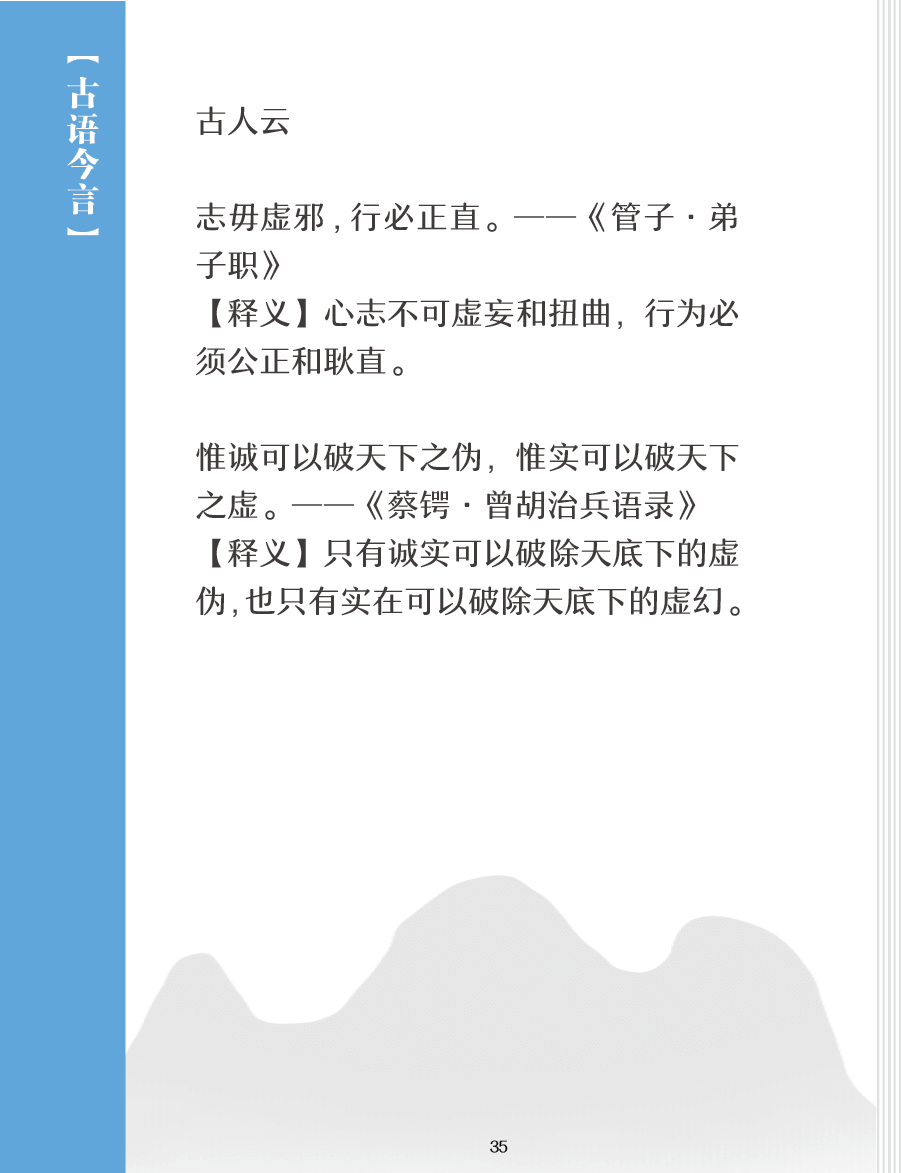 【古语今言】
古人云
志毋虚邪,行必正直。——《管子·弟
子职》
【释义】心志不可虚妄和扭曲，行为必
须公正和耿直。
惟诚可以破天下之伪，惟实可以破天下
之虚。——《蔡锷·曾胡治兵语录》
【释义】只有诚实可以破除天底下的虚
伪,也只有实在可以破除天底下的虚幻。
35